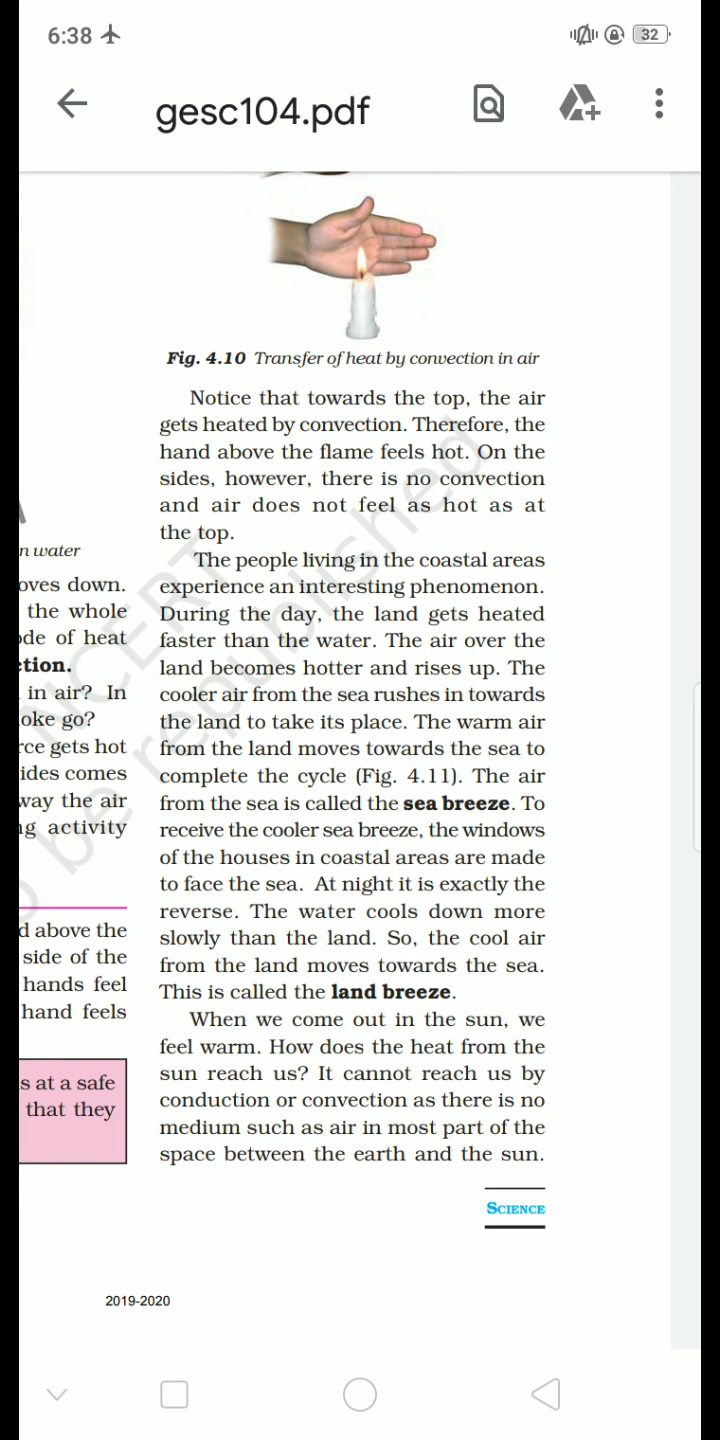 6:38
32
gesc104.pdf
Fig. 4.10 Transfer of heat by convection in air
n water
oves down.
the whole
ode of heat
ction.
in air? In
oke go?
rce gets hot
ides comes
way the air
ng activity
d above the
side of the
hands feel
hand feels
s at a safe
that they
Notice that towards the top, the air
gets heated by convection. Therefore, the
hand above the flame feels hot. On the
sides, however, there is no convection
and air does not feel as hot as at
the top.
The people living in the coastal areas
experience an interesting phenomenon.
During the day, the land gets heated
faster than the water. The air over the
land becomes hotter and rises up. The
cooler air from the sea rushes in towards
the land to take its place. The warm air
from the land moves towards the sea to
complete the cycle (Fig. 4.11). The air
from the sea is called the sea breeze. To
receive the cooler sea breeze, the windows
of the houses in coastal areas are made
to face the sea. At night it is exactly the
reverse. The water cools down more
slowly than the land. So, the cool air
from the land moves towards the sea.
This is called the land breeze.
When we come out in the sun, we
feel warm. How does the heat from the
sun reach us? It cannot reach us by
conduction or convection as there is no
medium such as air in most part of the
space between the earth and the sun.
SCIENCE
2019-2020
NCERT
o be republished